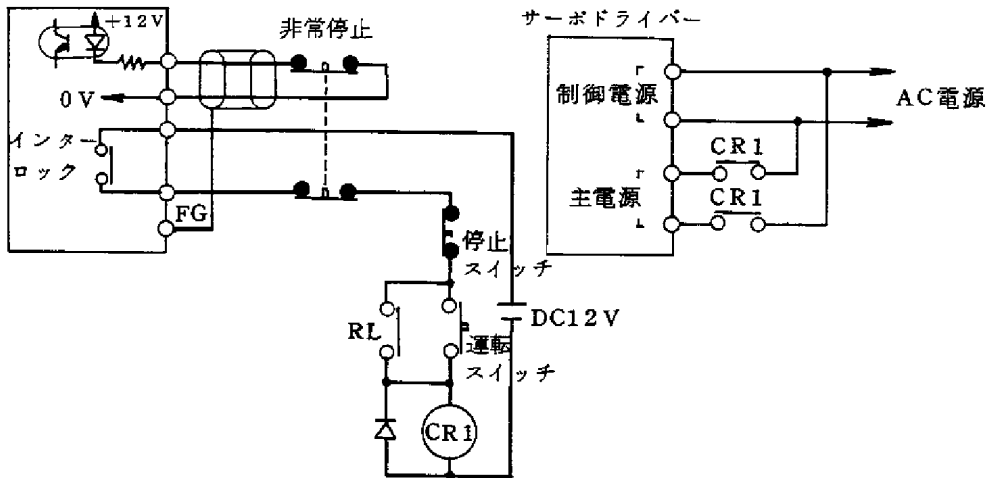 +12V
非常停止
0V
インター
ロック
FG
停止
スイッチ
RL
運転
スイッチ
DC12V
CR1
サーボドライバー
「
制御電源
」
AC電源
CR1
「
主電源
」
CR1